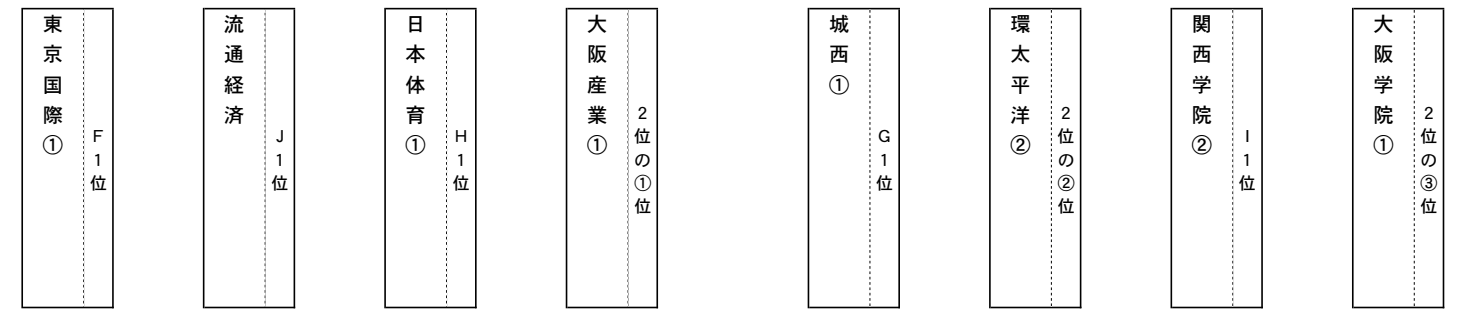 東京国際①
F1位
流通経済
J1位
日本体育①
H1位
大阪産業①
2位の①位
城西①
G1位
環太平洋②
2位の②位
関西学院②
I1位
大阪学院①
2位の③位